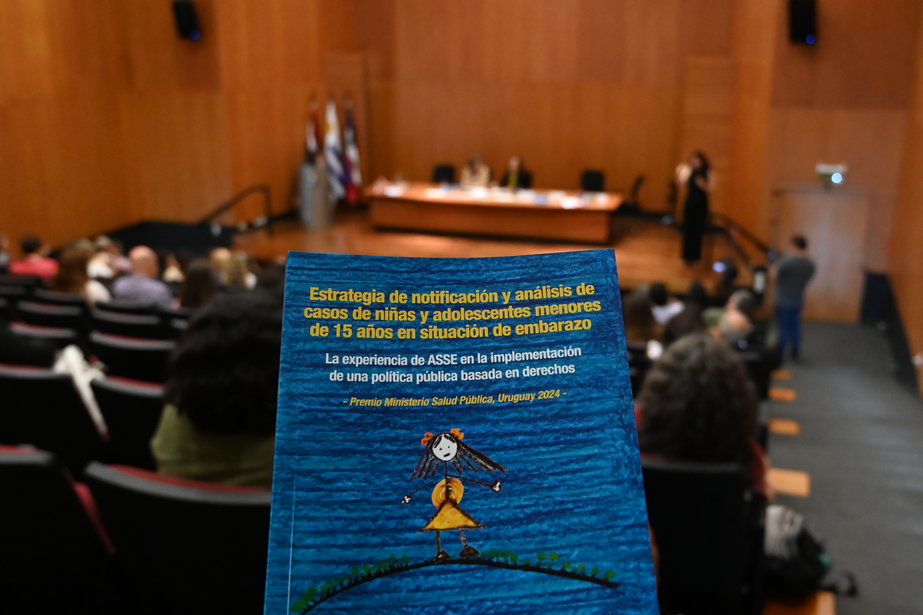 Estrategia de notificación y análisis de
casos de niñas y adolescentes menores
de 15 años en situación de embarazo
La experiencia de ASSE en la implementación
de una política pública basada en derechos
- Premio Ministerio Salud Pública, Uruguay 2024 -